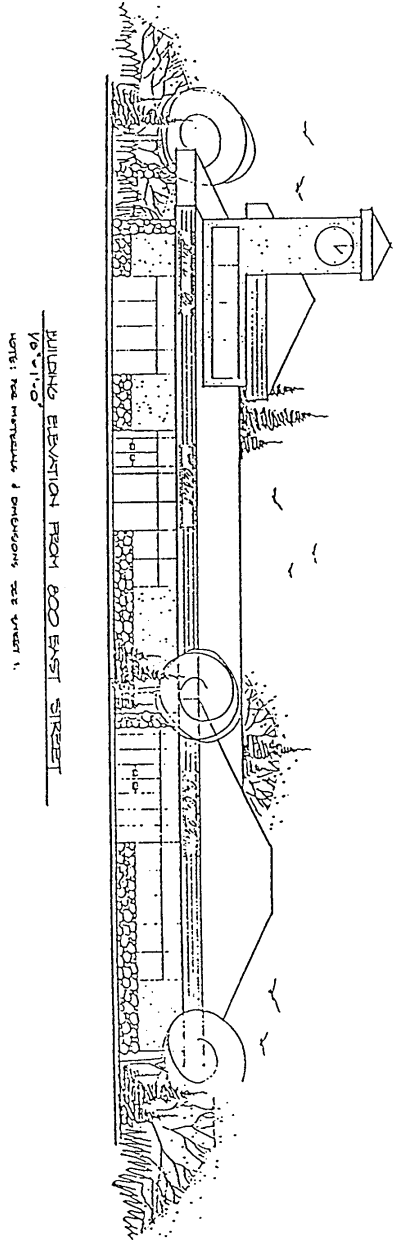 BUILDING ELEVATION FROM 800 EAST STREET
1/8" = 1'-0"
NOTE: FOR MATERIALS & DIMENSIONS SEE SHEET 1.